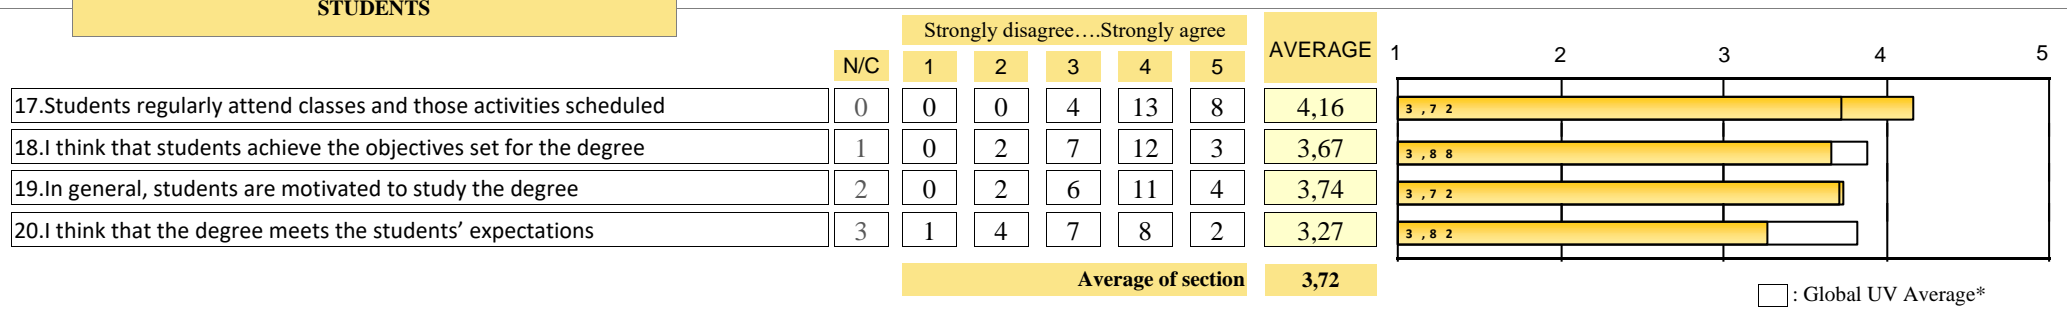 STUDENTS
Strongly disagree….Strongly agree
AVERAGE
N/C 1 2 3 4 5
1 2 3 4 5
17.Students regularly attend classes and those activities scheduled 0 0 0 4 13 8 4,16 3,72
18.I think that students achieve the objectives set for the degree 1 0 2 7 12 3 3,67 3,88
19.In general, students are motivated to study the degree 2 0 2 6 11 4 3,74 3,72
20.I think that the degree meets the students’ expectations 3 1 4 7 8 2 3,27 3,82
Average of section 3,72
: Global UV Average*